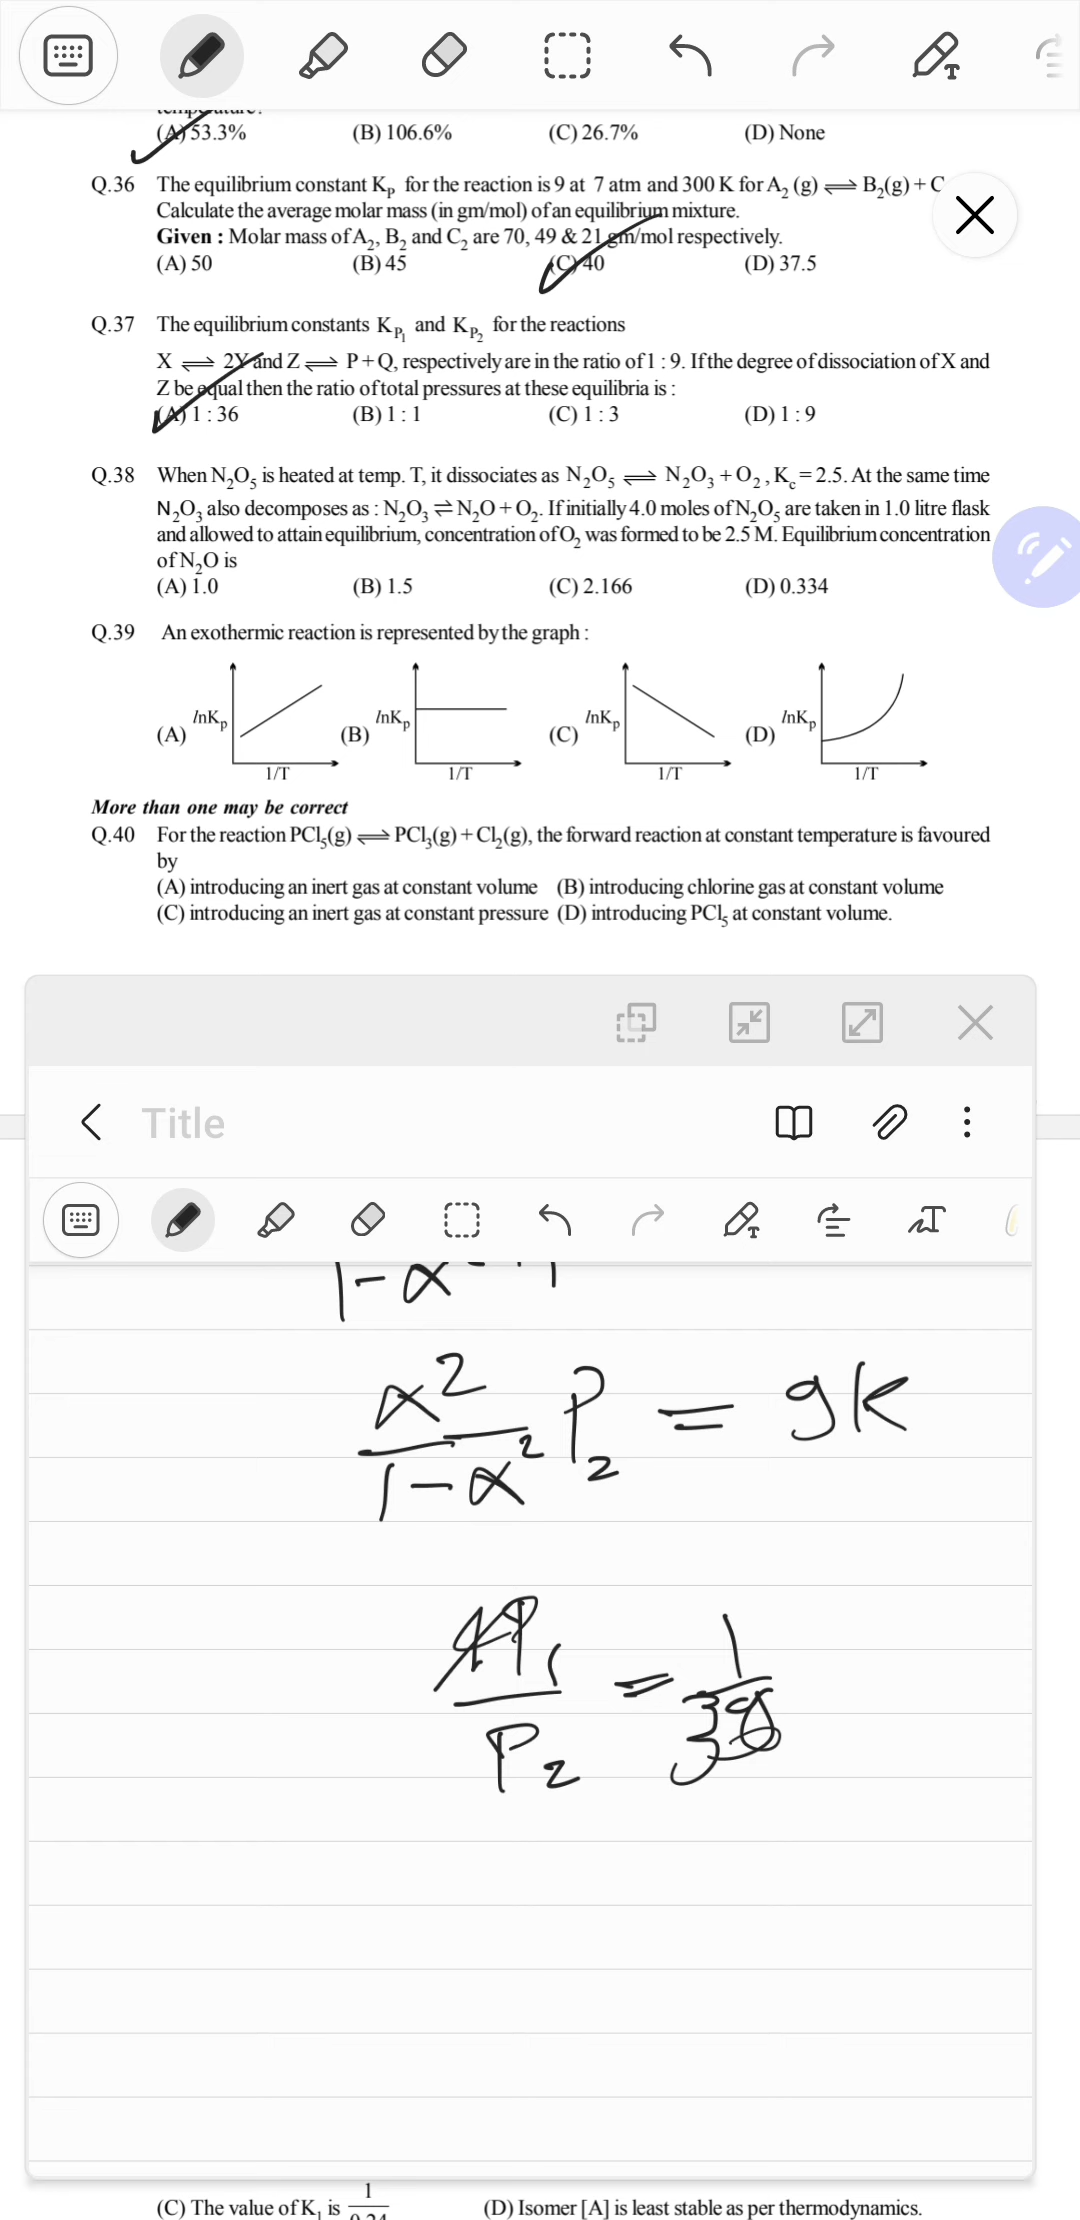 (A) 53.3% (B) 106.6% (C) 26.7% (D) None
Q.36 The equilibrium constant Kp for the reaction is 9 at 7 atm and 300 K for A2 (g) ⇌ B2(g) + C
Calculate the average molar mass (in gm/mol) of an equilibrium mixture.
Given : Molar mass of A2, B2 and C2 are 70, 49 & 21 gm/mol respectively.
(A) 50 (B) 45 (C) 40 (D) 37.5
Q.37 The equilibrium constants KP1 and KP2 for the reactions
X ⇌ 2Y and Z ⇌ P + Q, respectively are in the ratio of 1 : 9. If the degree of dissociation of X and
Z be equal then the ratio of total pressures at these equilibria is :
(A) 1 : 36 (B) 1 : 1 (C) 1 : 3 (D) 1 : 9
Q.38 When N2O5 is heated at temp. T, it dissociates as N2O5 ⇌ N2O3 + O2, Kc = 2.5. At the same time
N2O3 also decomposes as : N2O3 ⇌ N2O + O2. If initially 4.0 moles of N2O5 are taken in 1.0 litre flask
and allowed to attain equilibrium, concentration of O2 was formed to be 2.5 M. Equilibrium concentration
of N2O is
(A) 1.0 (B) 1.5 (C) 2.166 (D) 0.334
Q.39 An exothermic reaction is represented by the graph :
(A) lnKp 1/T (B) lnKp 1/T (C) lnKp 1/T (D) lnKp 1/T
More than one may be correct
Q.40 For the reaction PCl5(g) ⇌ PCl3(g) + Cl2(g), the forward reaction at constant temperature is favoured
by
(A) introducing an inert gas at constant volume (B) introducing chlorine gas at constant volume
(C) introducing an inert gas at constant pressure (D) introducing PCl5 at constant volume.
Title
1-α
α²/1-α² P2 = 9k
4P1/P2 = 1/
(C) The value of K1 is 1 (D) Isomer [A] is least stable as per thermodynamics.